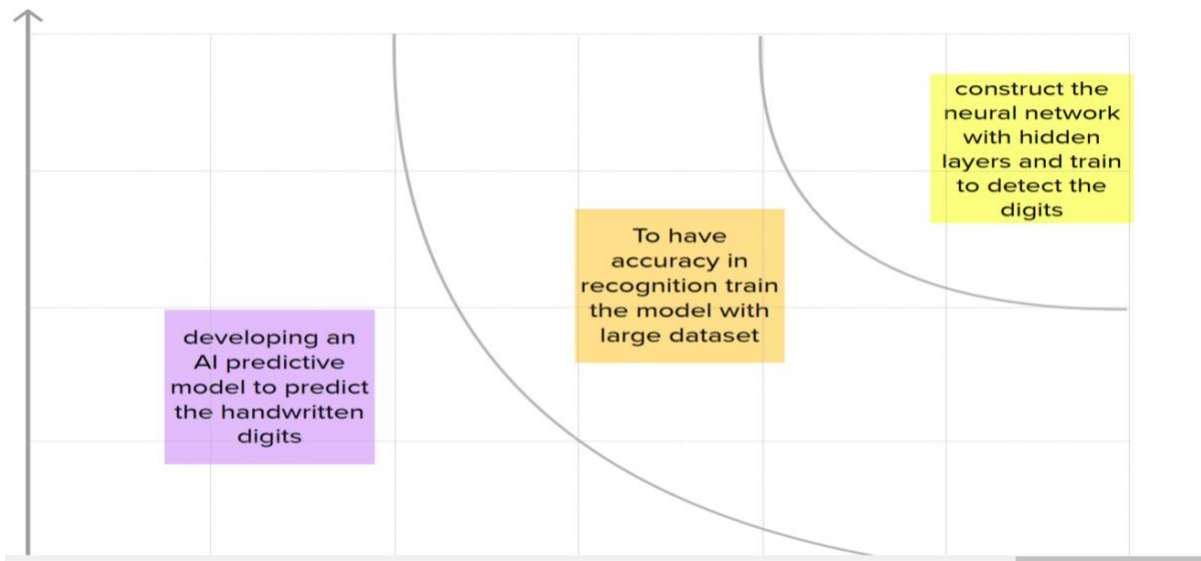 construct the
neural network
with hidden
layers and train
to detect the
digits
To have
accuracy in
recognition train
the model with
large dataset
developing an
AI predictive
model to predict
the handwritten
digits